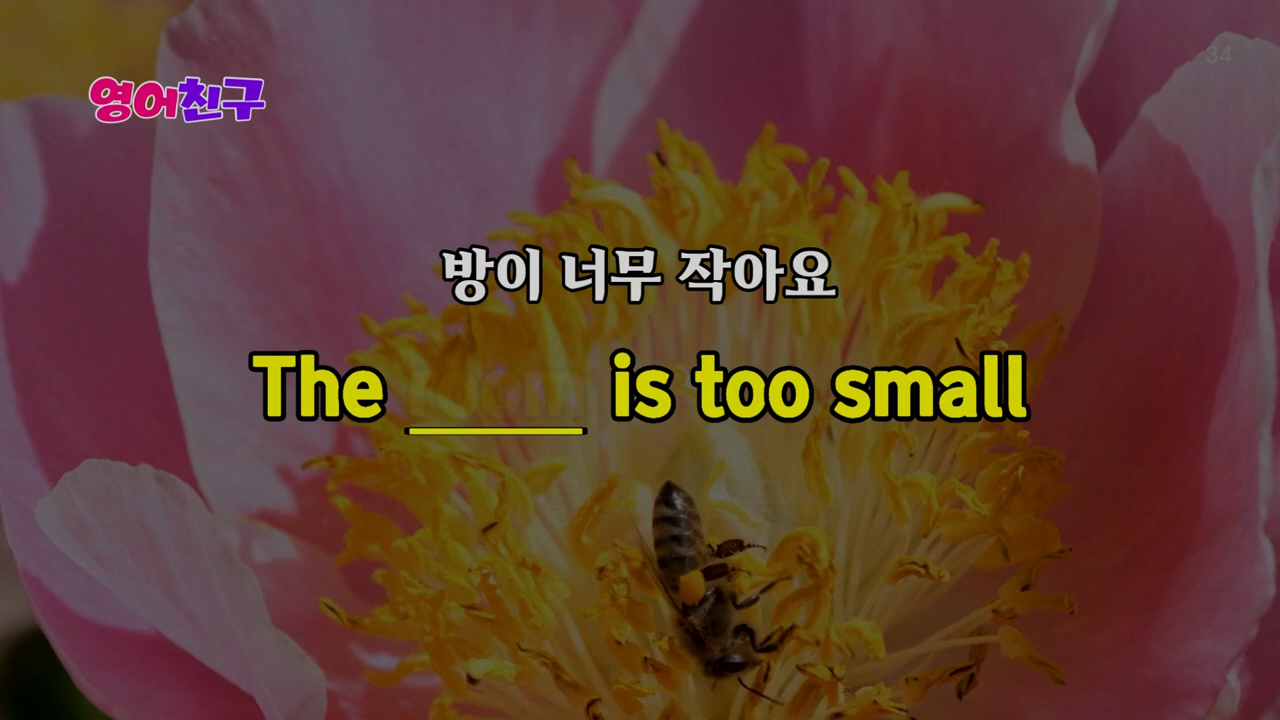 34
영어친구
방이 너무 작아요
The ____ is too small